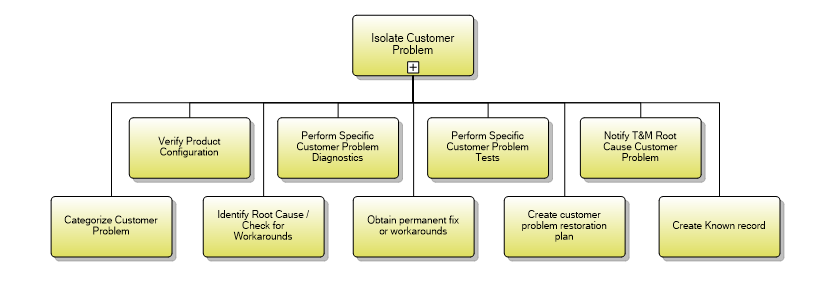 Isolate Customer
Problem
Verify Product
Configuration
Perform Specific
Customer Problem
Diagnostics
Perform Specific
Customer Problem
Tests
Notify T&M Root
Cause Customer
Problem
Categorize Customer
Problem
Identify Root Cause /
Check for
Workarounds
Obtain permanent fix
or workarounds
Create customer
problem restoration
plan
Create Known record